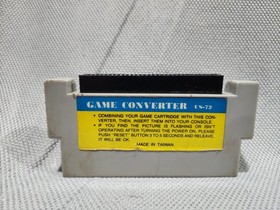 GAME CONVERTER US-72
• COMBINING YOUR GAME CARTRIDGE WITH THIS CON-
VERTER, THEN, INSERT THEM INTO YOUR CONSOLE.
• IF YOU FIND THE PICTURE IS FLASHING OR ISN'T
OPERATING AFTER TURNING THE POWER ON, PLEASE
PUSH "RESET" BUTTON 3 TO 5 SECONDS AND RELEACE,
IT WILL BE OK.
MADE IN TAIWAN